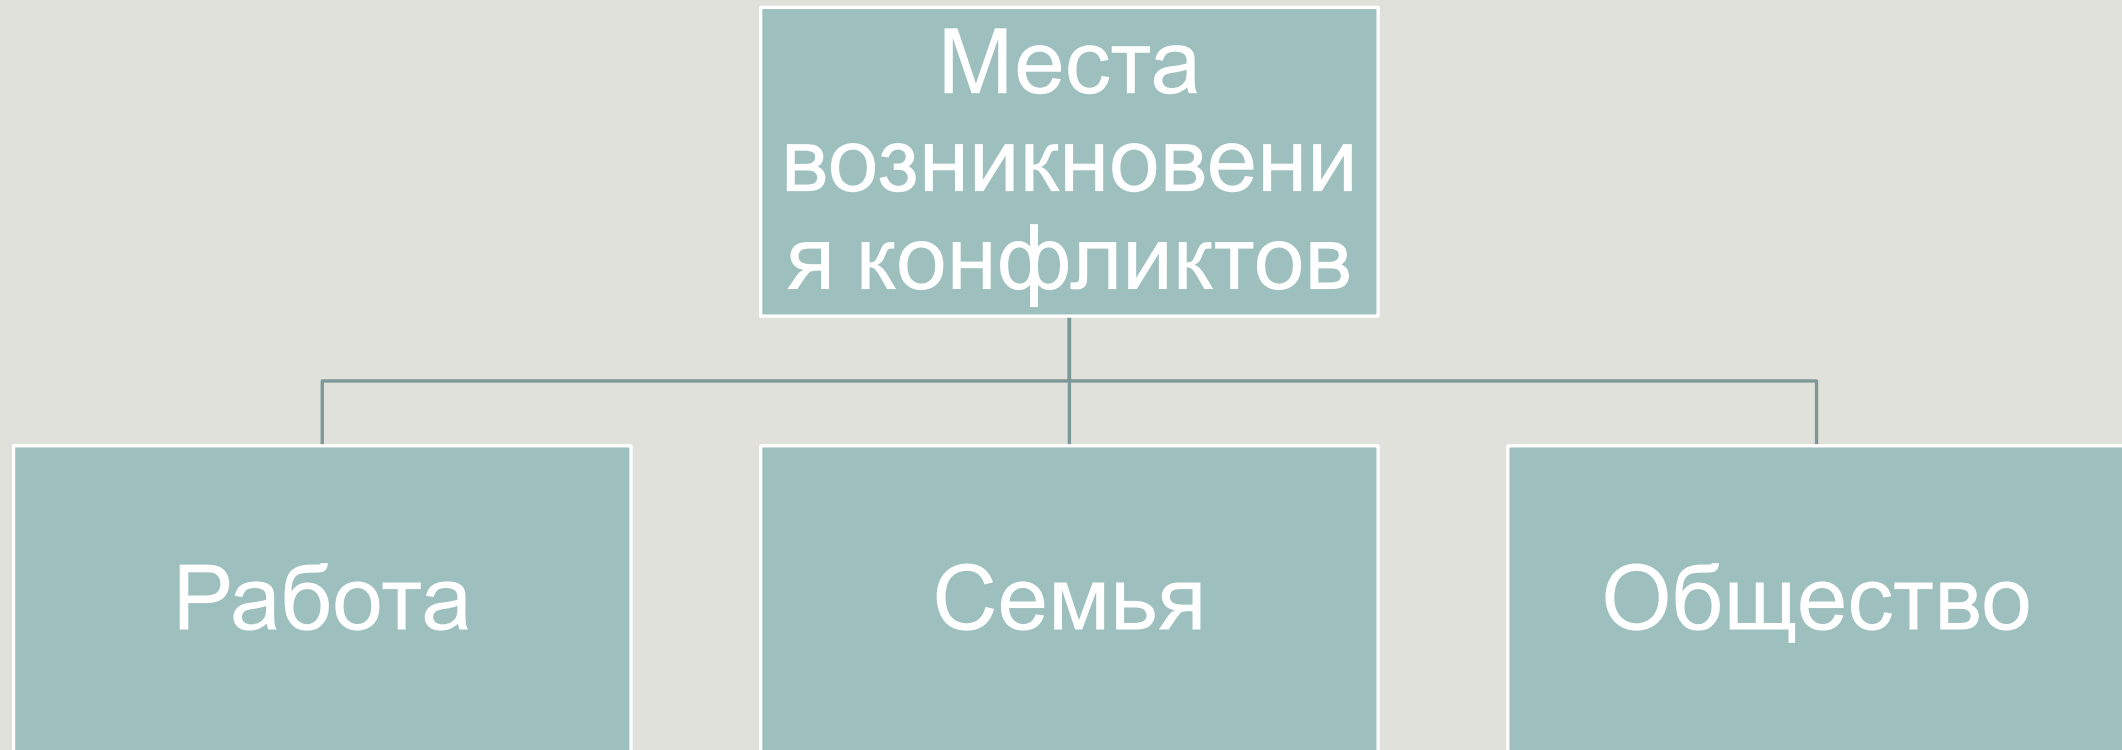 Места
возникновени
я конфликтов
Работа
Семья
Общество